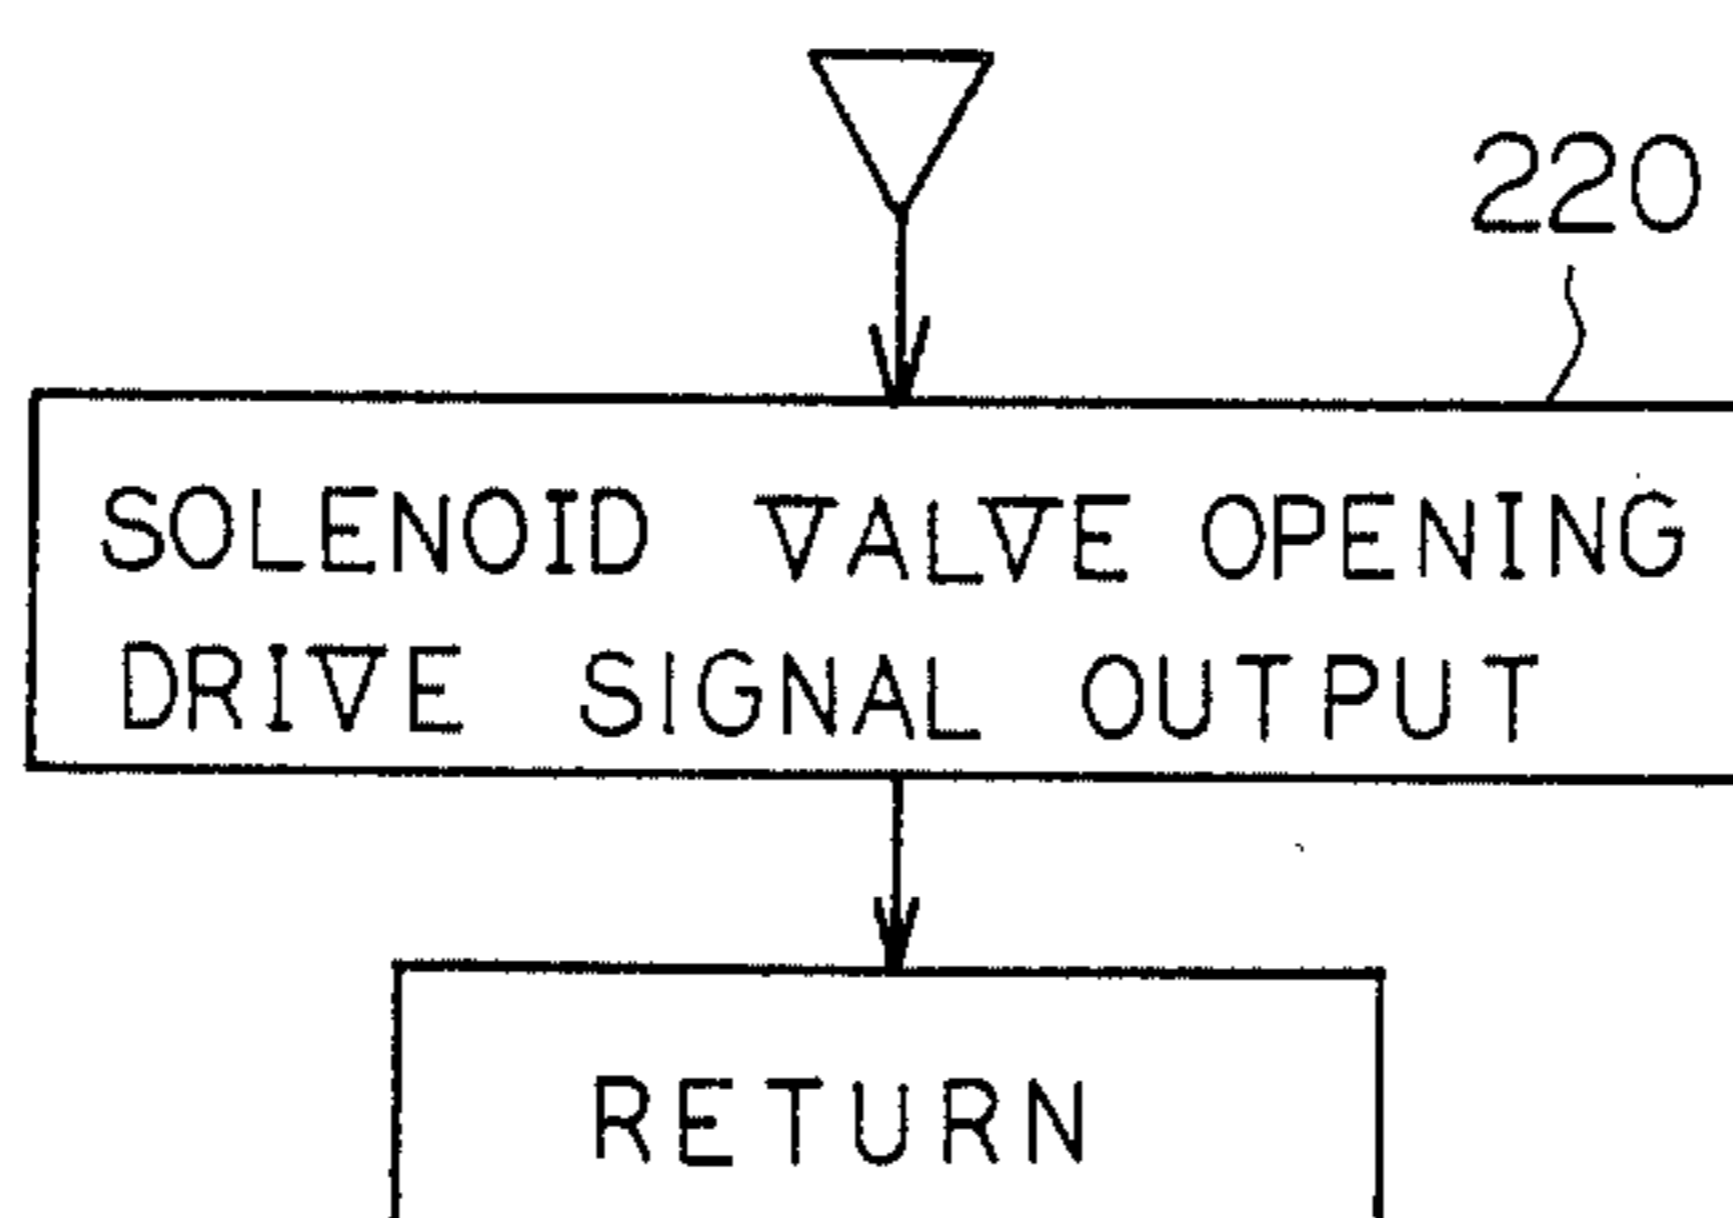 220
SOLENOID VALVE OPENING
DRIVE SIGNAL OUTPUT
RETURN